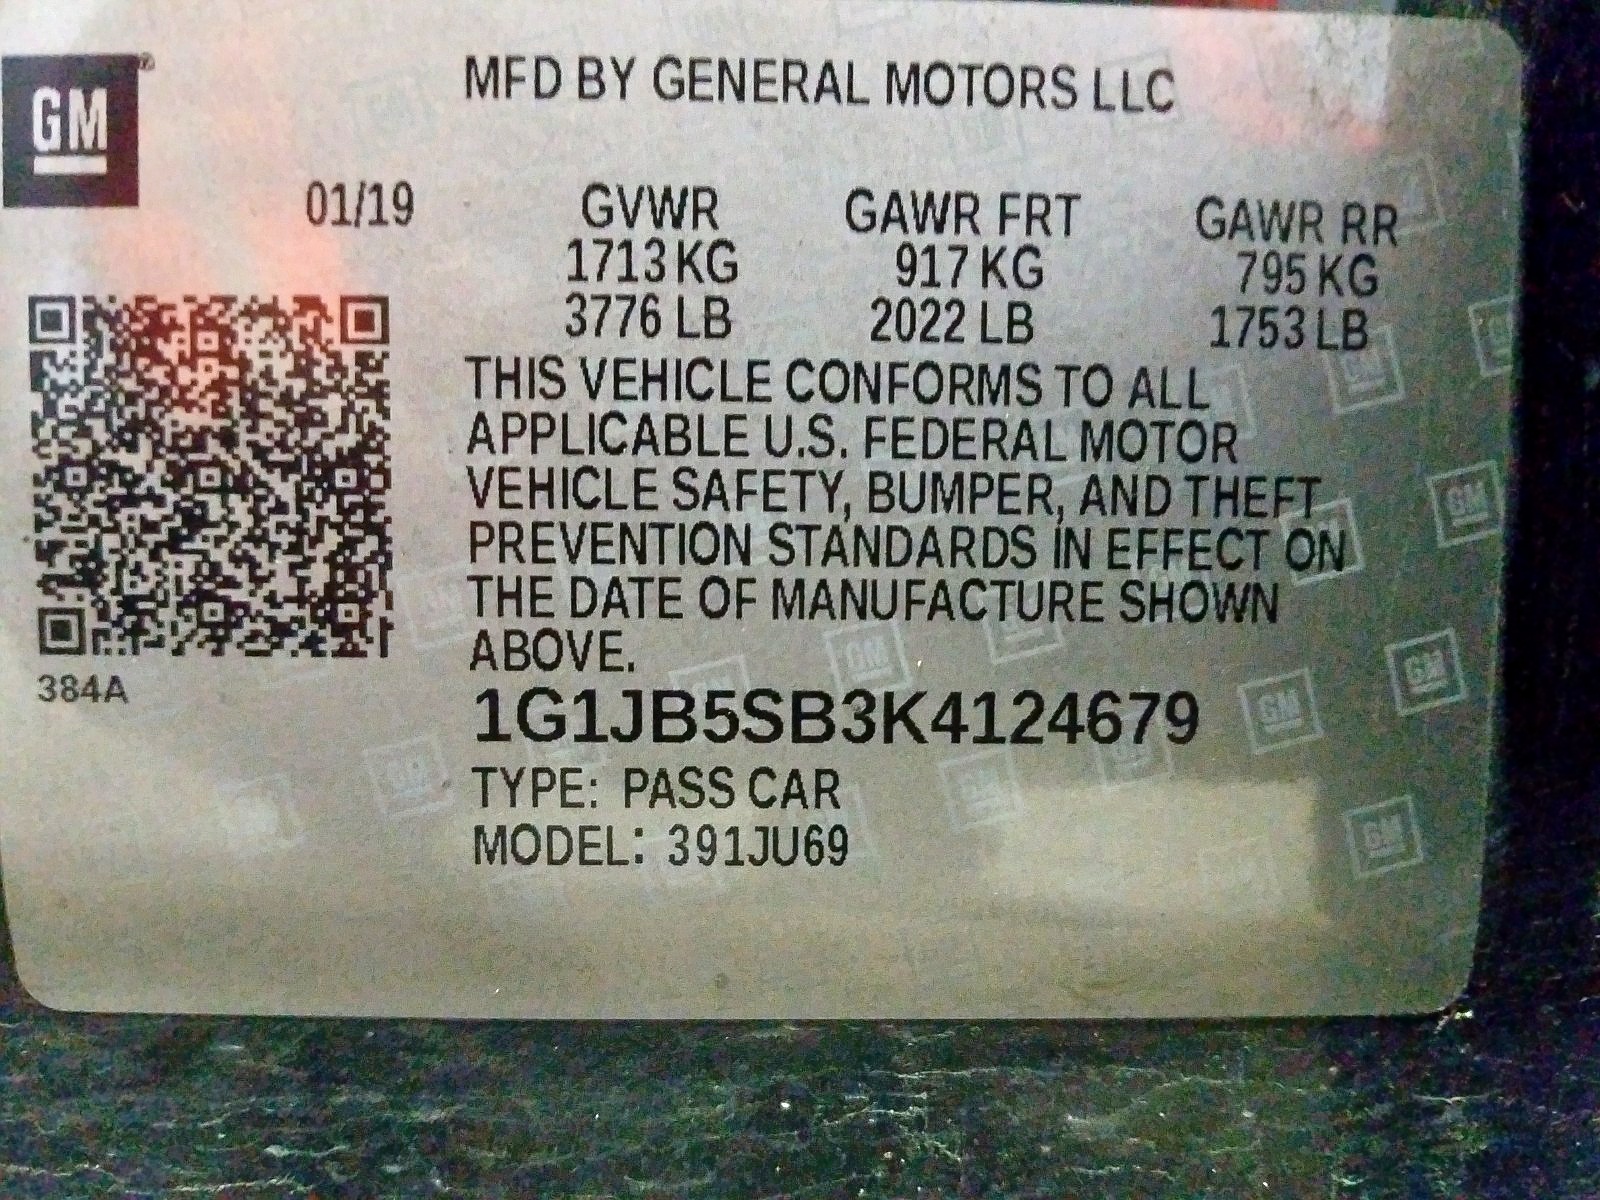 GM
MFD BY GENERAL MOTORS LLC
01/19
GVWR GAWR FRT GAWR RR
1713 KG 917 KG 795 KG
3776 LB 2022 LB 1753 LB
THIS VEHICLE CONFORMS TO ALL
APPLICABLE U.S. FEDERAL MOTOR
VEHICLE SAFETY, BUMPER, AND THEFT
PREVENTION STANDARDS IN EFFECT ON
THE DATE OF MANUFACTURE SHOWN
ABOVE.
384A
1G1JB5SB3K4124679
TYPE: PASS CAR
MODEL: 391JU69